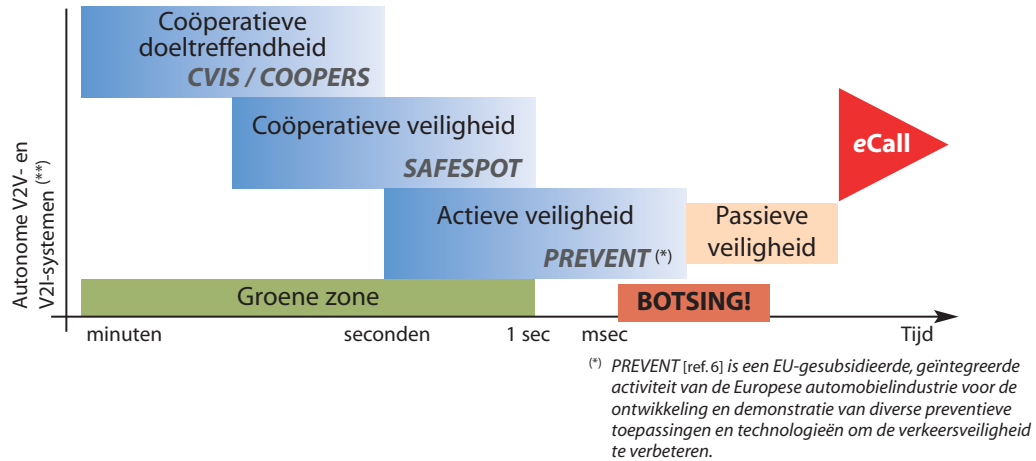 Coöperatieve
doeltreffendheid
CVIS / COOPERS
Coöperatieve veiligheid
SAFESPOT
eCall
Actieve veiligheid
PREVENT (*)
Passieve
veiligheid
Autonome V2V- en
V2I-systemen (**)
Groene zone
BOTSING!
minuten
seconden
1 sec
msec
Tijd
(*) PREVENT [ref. 6] is een EU-gesubsidieerde, geïntegreerde
activiteit van de Europese automobielindustrie voor de
ontwikkeling en demonstratie van diverse preventieve
toepassingen en technologieën om de verkeersveiligheid
te verbeteren.